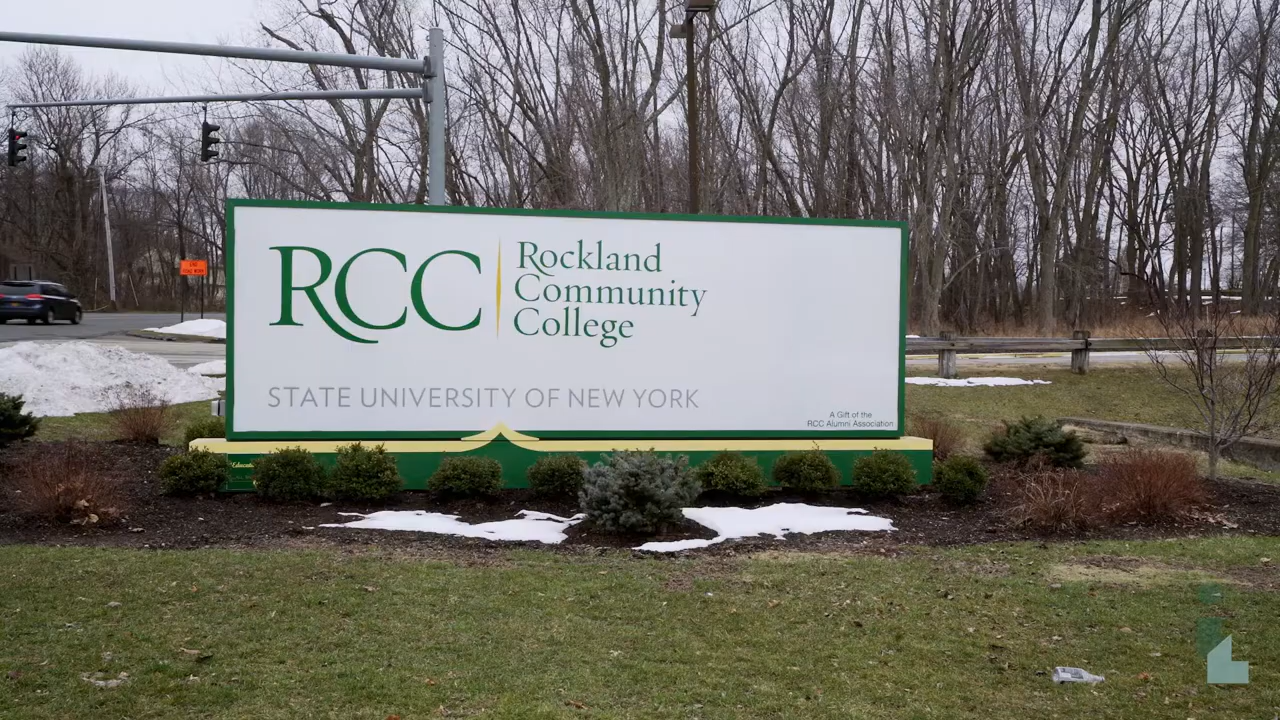 RCC
Rockland
Community
College
STATE UNIVERSITY OF NEW YORK
A Gift of the
RCC Alumni Association